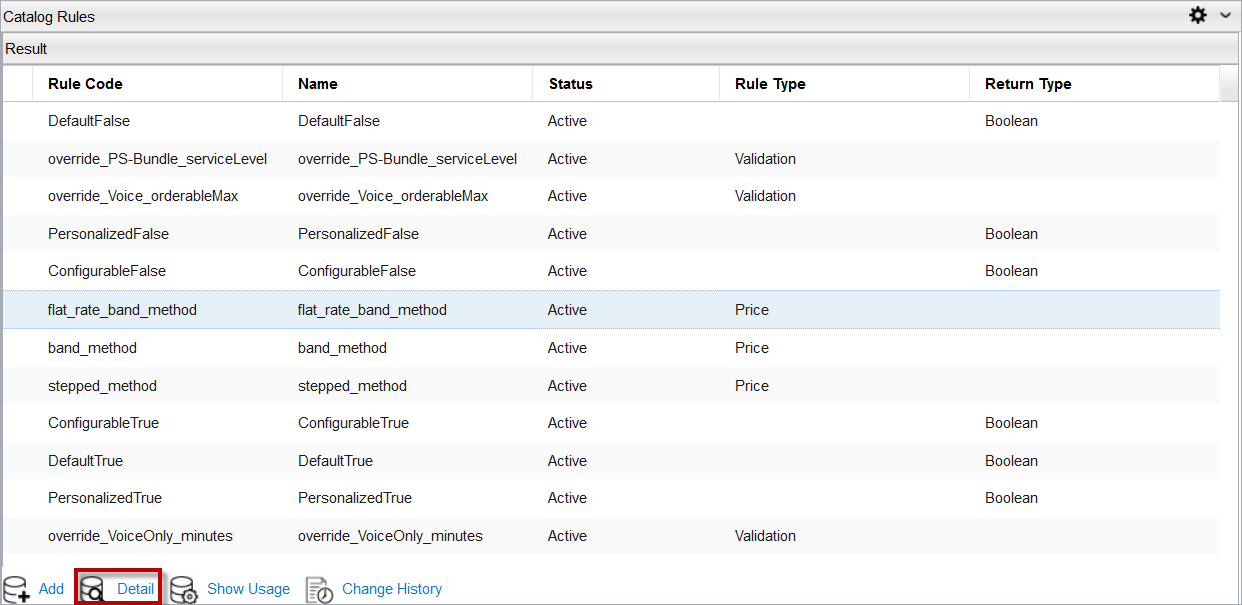 Catalog Rules
Result
Rule Code Name Status Rule Type Return Type
DefaultFalse DefaultFalse Active Boolean
override_PS-Bundle_serviceLevel override_PS-Bundle_serviceLevel Active Validation
override_Voice_orderableMax override_Voice_orderableMax Active Validation
PersonalizedFalse PersonalizedFalse Active Boolean
ConfigurableFalse ConfigurableFalse Active Boolean
flat_rate_band_method flat_rate_band_method Active Price
band_method band_method Active Price
stepped_method stepped_method Active Price
ConfigurableTrue ConfigurableTrue Active Boolean
DefaultTrue DefaultTrue Active Boolean
PersonalizedTrue PersonalizedTrue Active Boolean
override_VoiceOnly_minutes override_VoiceOnly_minutes Active Validation
Add Detail Show Usage Change History